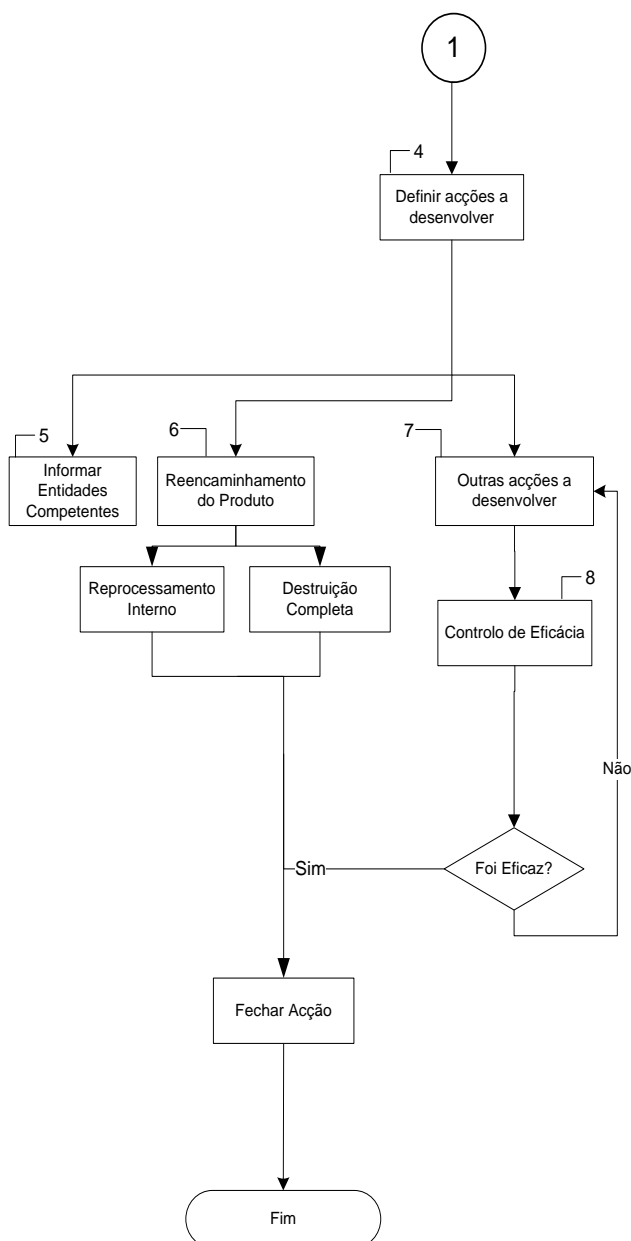 1
4
Definir acções a
desenvolver
5
Informar
Entidades
Competentes
6
Reencaminhamento
do Produto
7
Outras acções a
desenvolver
Reprocessamento
Interno
Destruição
Completa
8
Controlo de Eficácia
Não
Foi Eficaz?
Sim
Fechar Acção
Fim